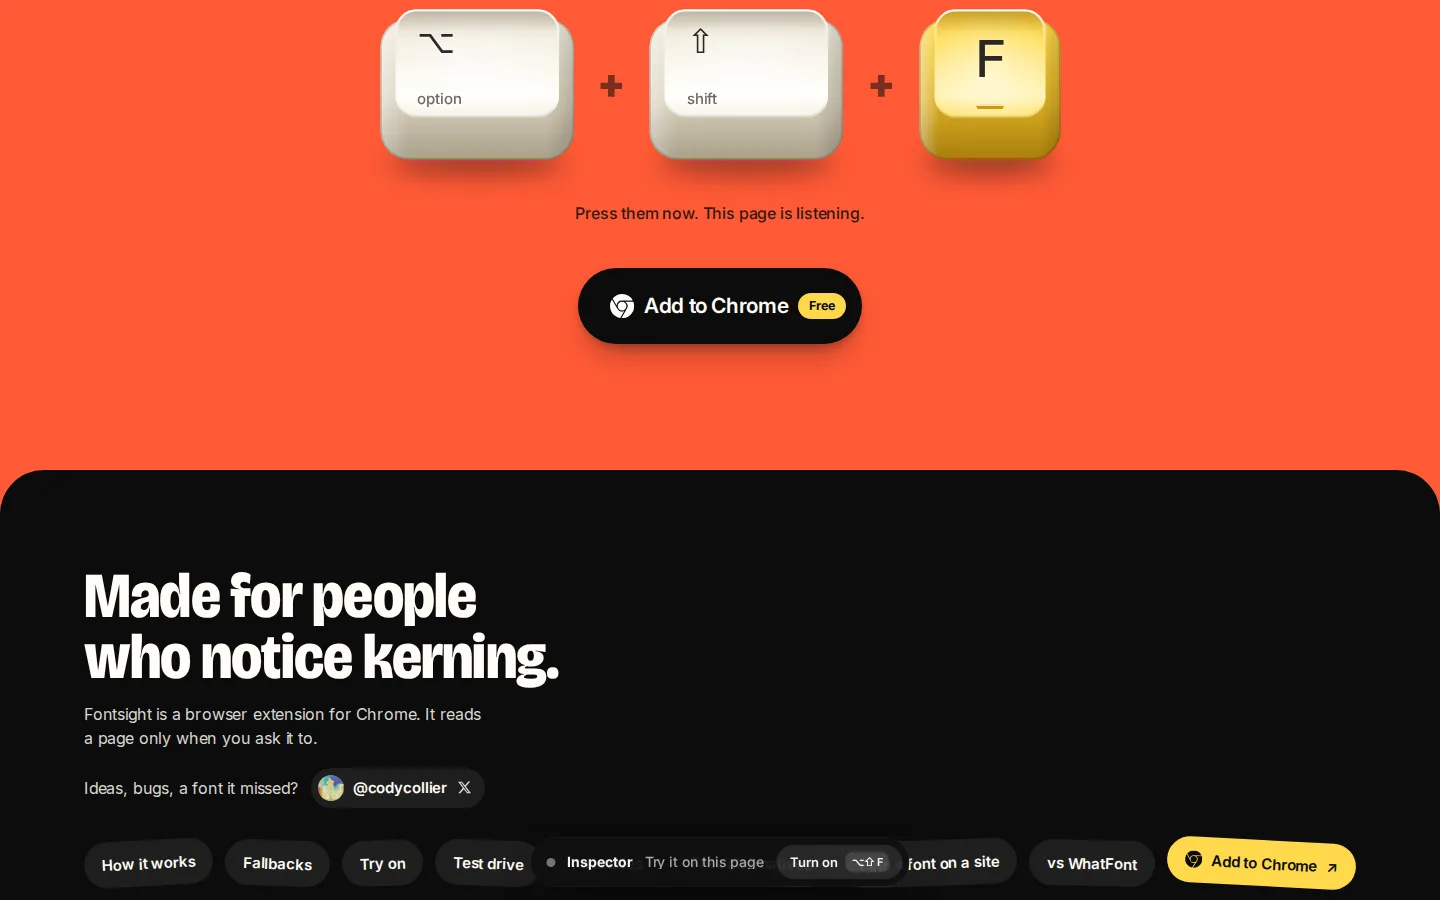 ⌥
option
⇧
shift
F
Press them now. This page is listening.
Add to Chrome Free
Made for people
who notice kerning.
Fontsight is a browser extension for Chrome. It reads
a page only when you ask it to.
Ideas, bugs, a font it missed? @codycollier 𝕏
How it works Fallbacks Try on Test drive Inspector Try it on this page Turn on ⌥⇧F font on a site vs WhatFont Add to Chrome ↗